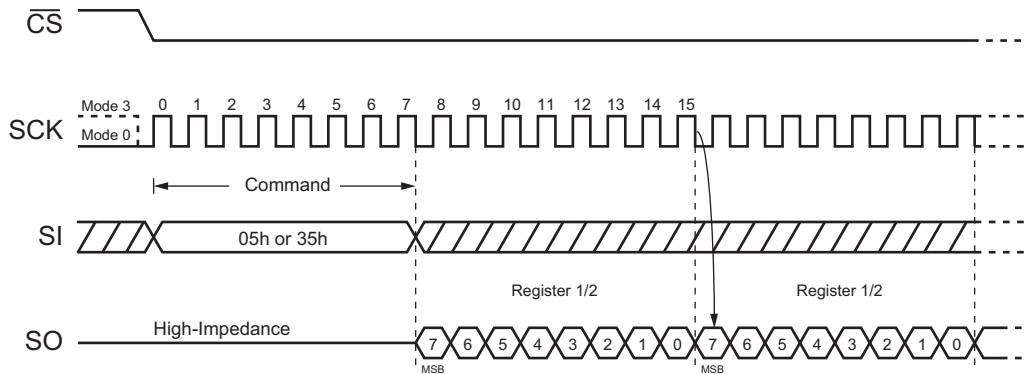 CS
Mode 3 0 1 2 3 4 5 6 7 8 9 10 11 12 13 14 15
SCK
Mode 0
Command
SI
05h or 35h
Register 1/2 Register 1/2
High-Impedance
SO
7 6 5 4 3 2 1 0 7 6 5 4 3 2 1 0
MSB MSB